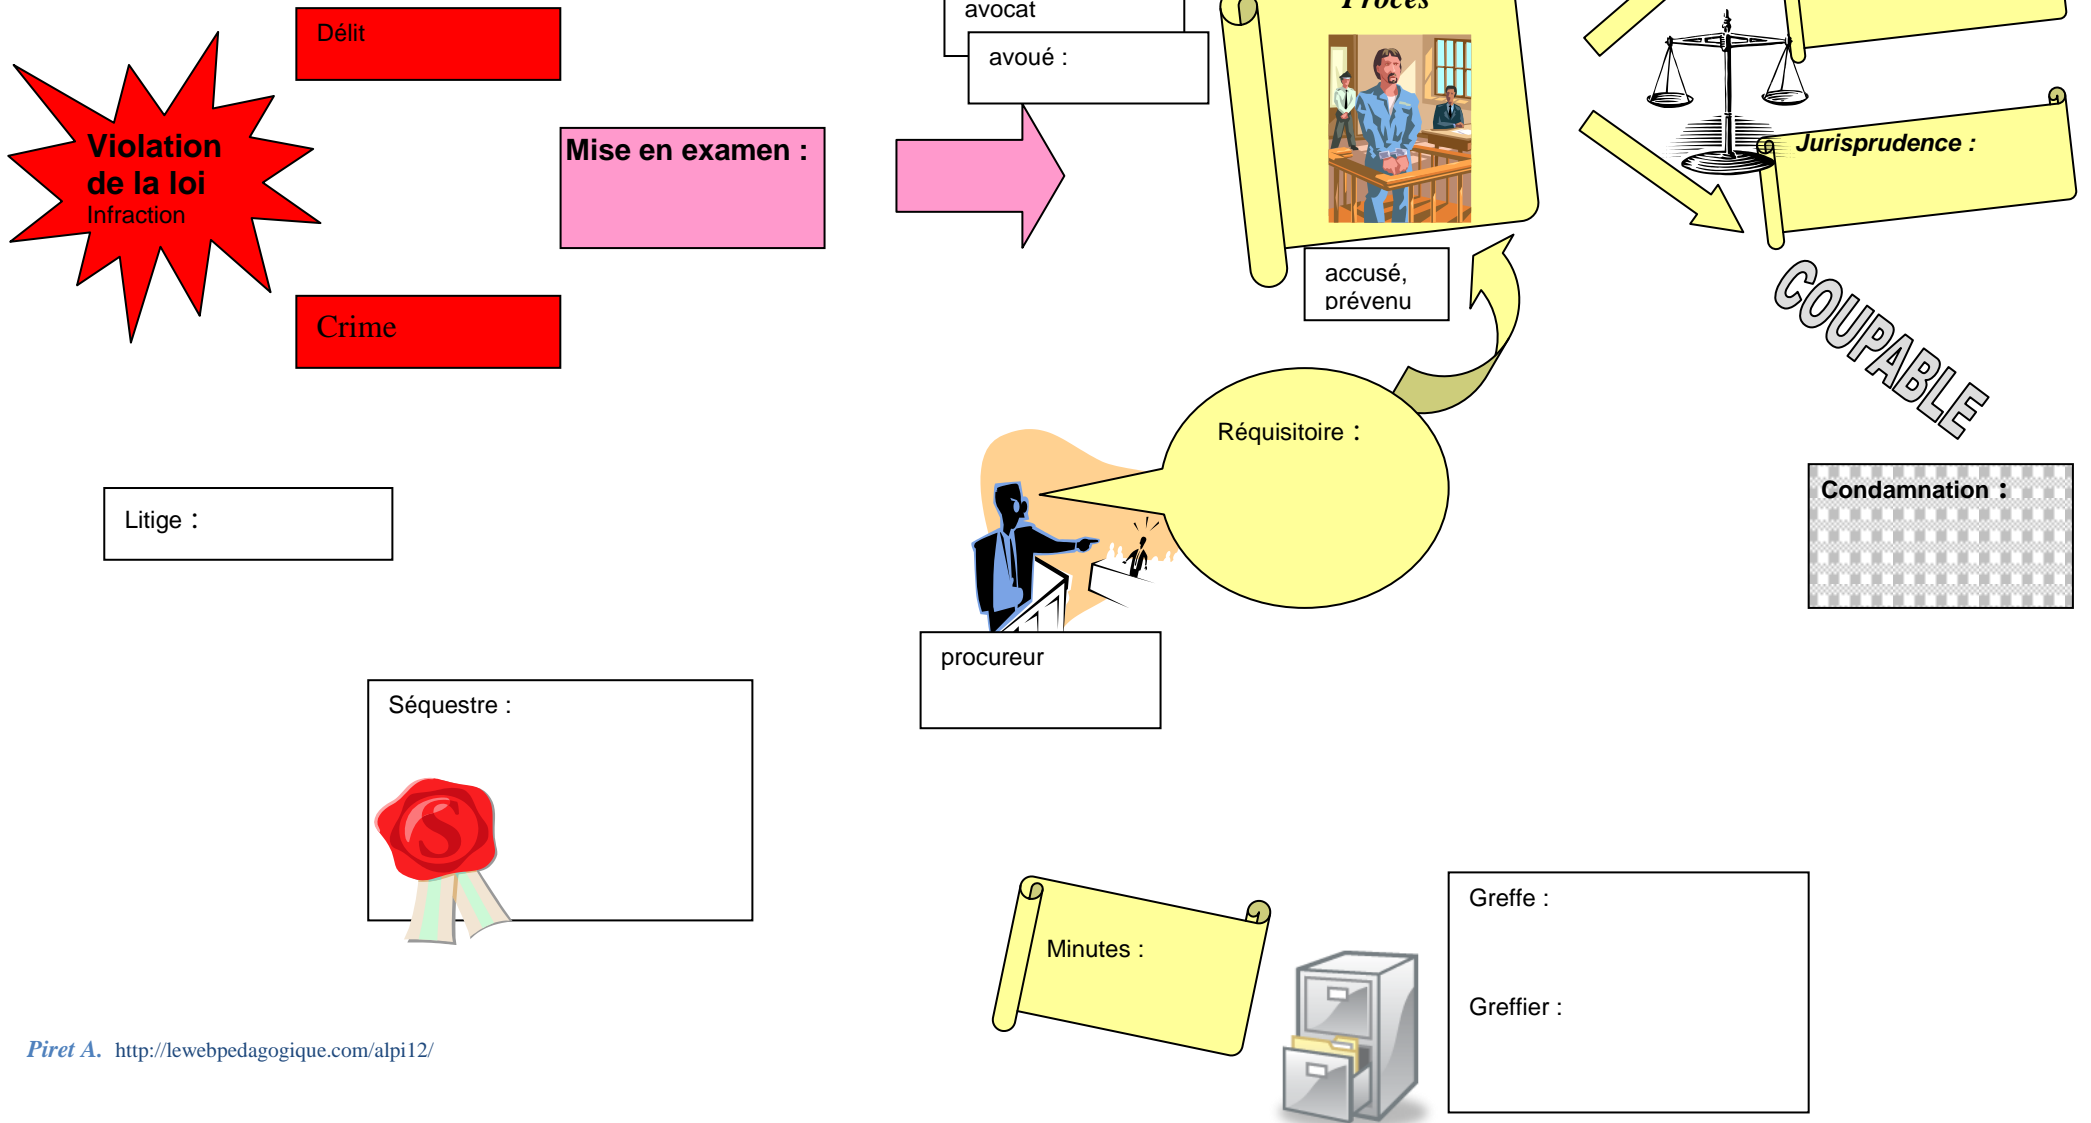 Délit
Violation
de la loi
Infraction
Crime
Mise en examen :
avocat
avoué :
Procès
accusé,
prévenu
Jurisprudence :
COUPABLE
Réquisitoire :
Condamnation :
Litige :
procureur
Séquestre :
S
Minutes :
Greffe :
Greffier :
Piret A. http://lewebpedagogique.com/alpi12/